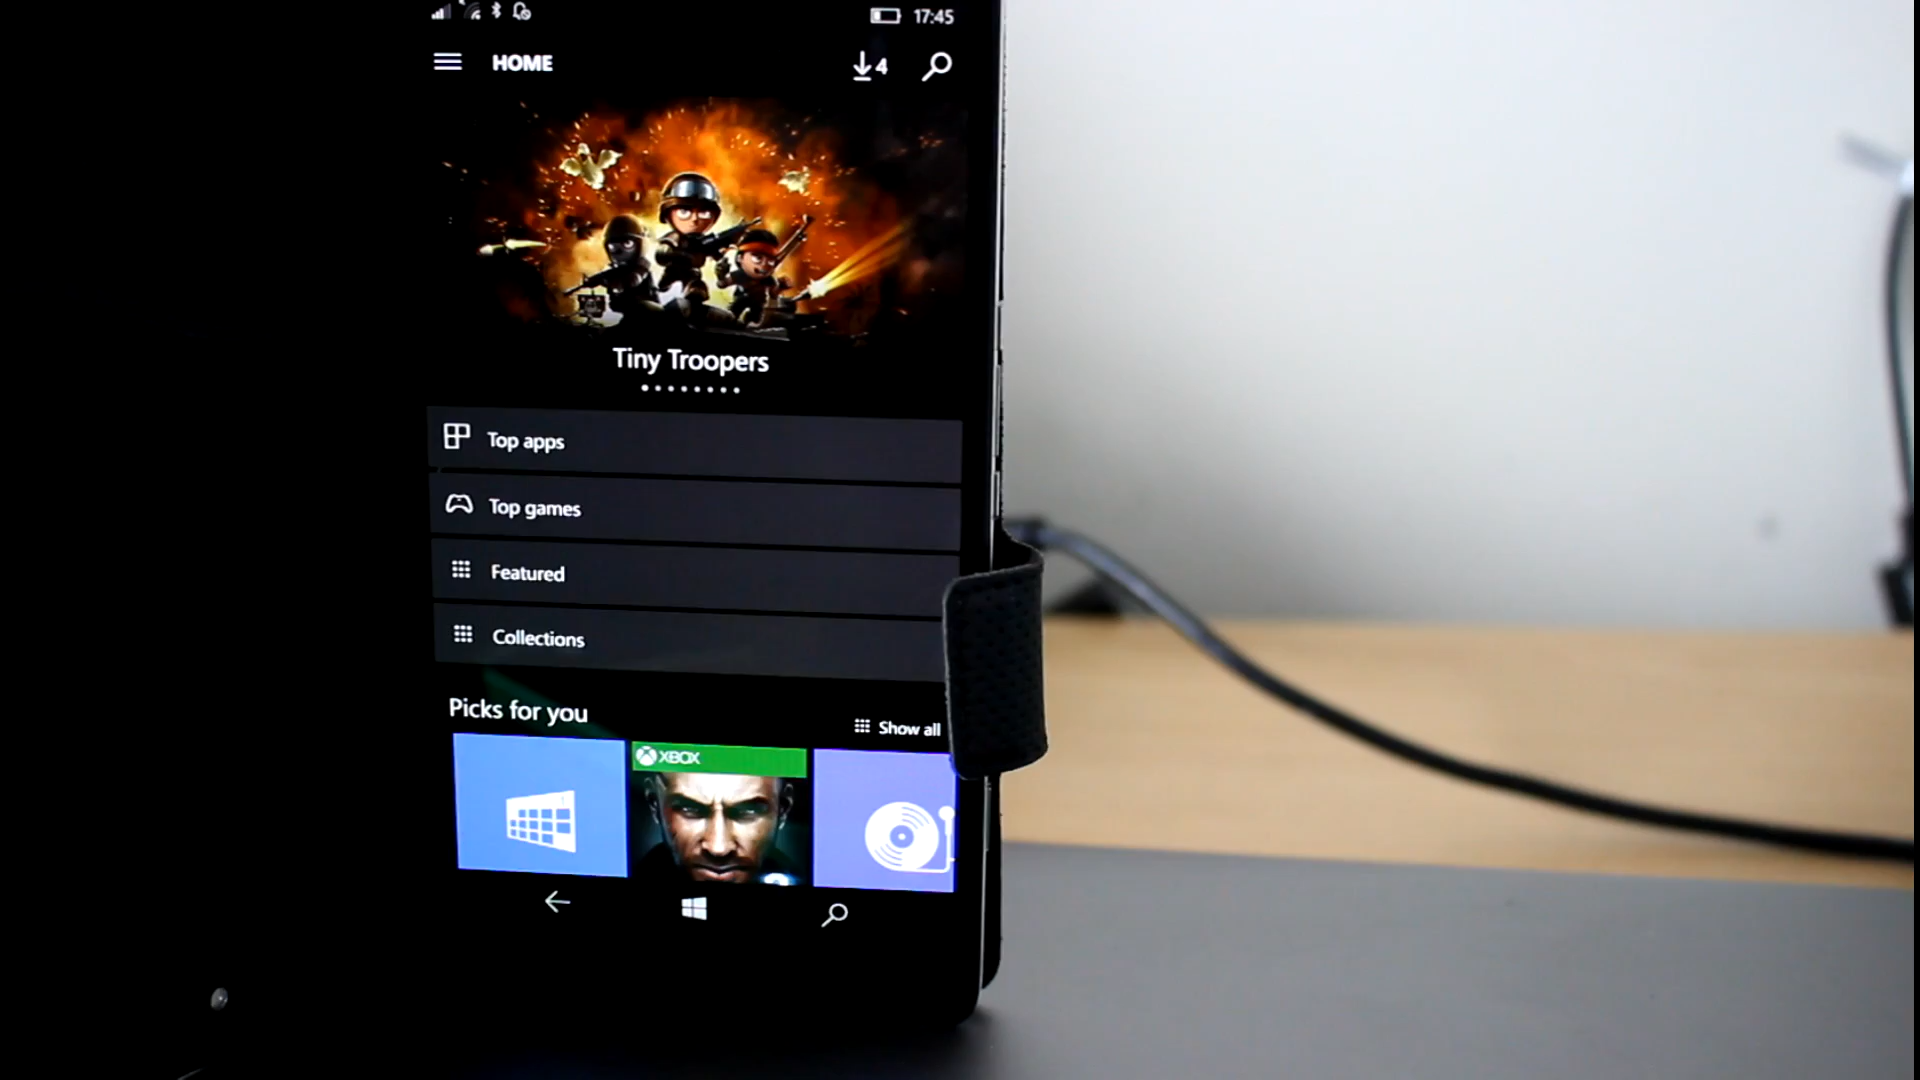 17:45
HOME
4
Tiny Troopers
Top apps
Top games
Featured
Collections
Picks for you
Show all
XBOX